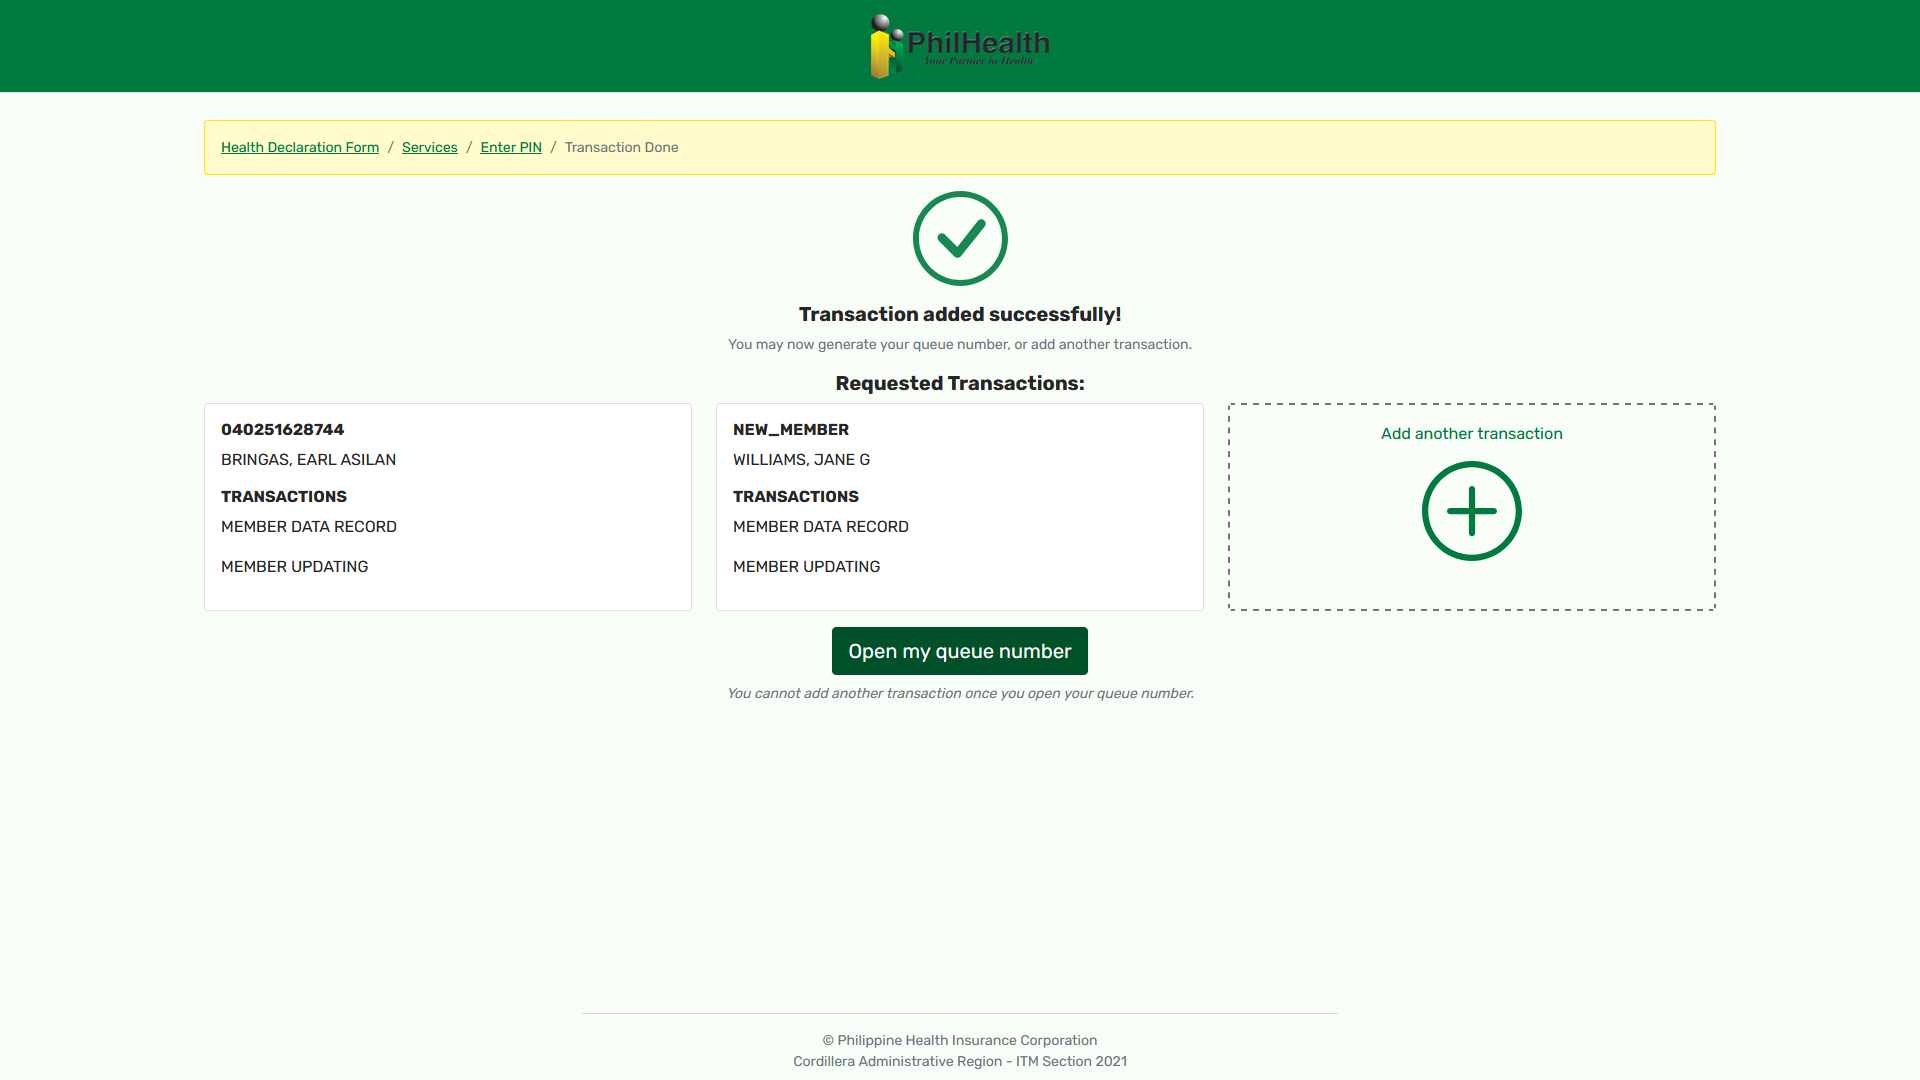 PhilHealth
Your Partner in Health
Health Declaration Form / Services / Enter PIN / Transaction Done
Transaction added successfully!
You may now generate your queue number, or add another transaction.
Requested Transactions:
040251628744
BRINGAS, EARL ASILAN
TRANSACTIONS
MEMBER DATA RECORD
MEMBER UPDATING
NEW_MEMBER
WILLIAMS, JANE G
TRANSACTIONS
MEMBER DATA RECORD
MEMBER UPDATING
Add another transaction
Open my queue number
You cannot add another transaction once you open your queue number.
© Philippine Health Insurance Corporation
Cordillera Administrative Region - ITM Section 2021